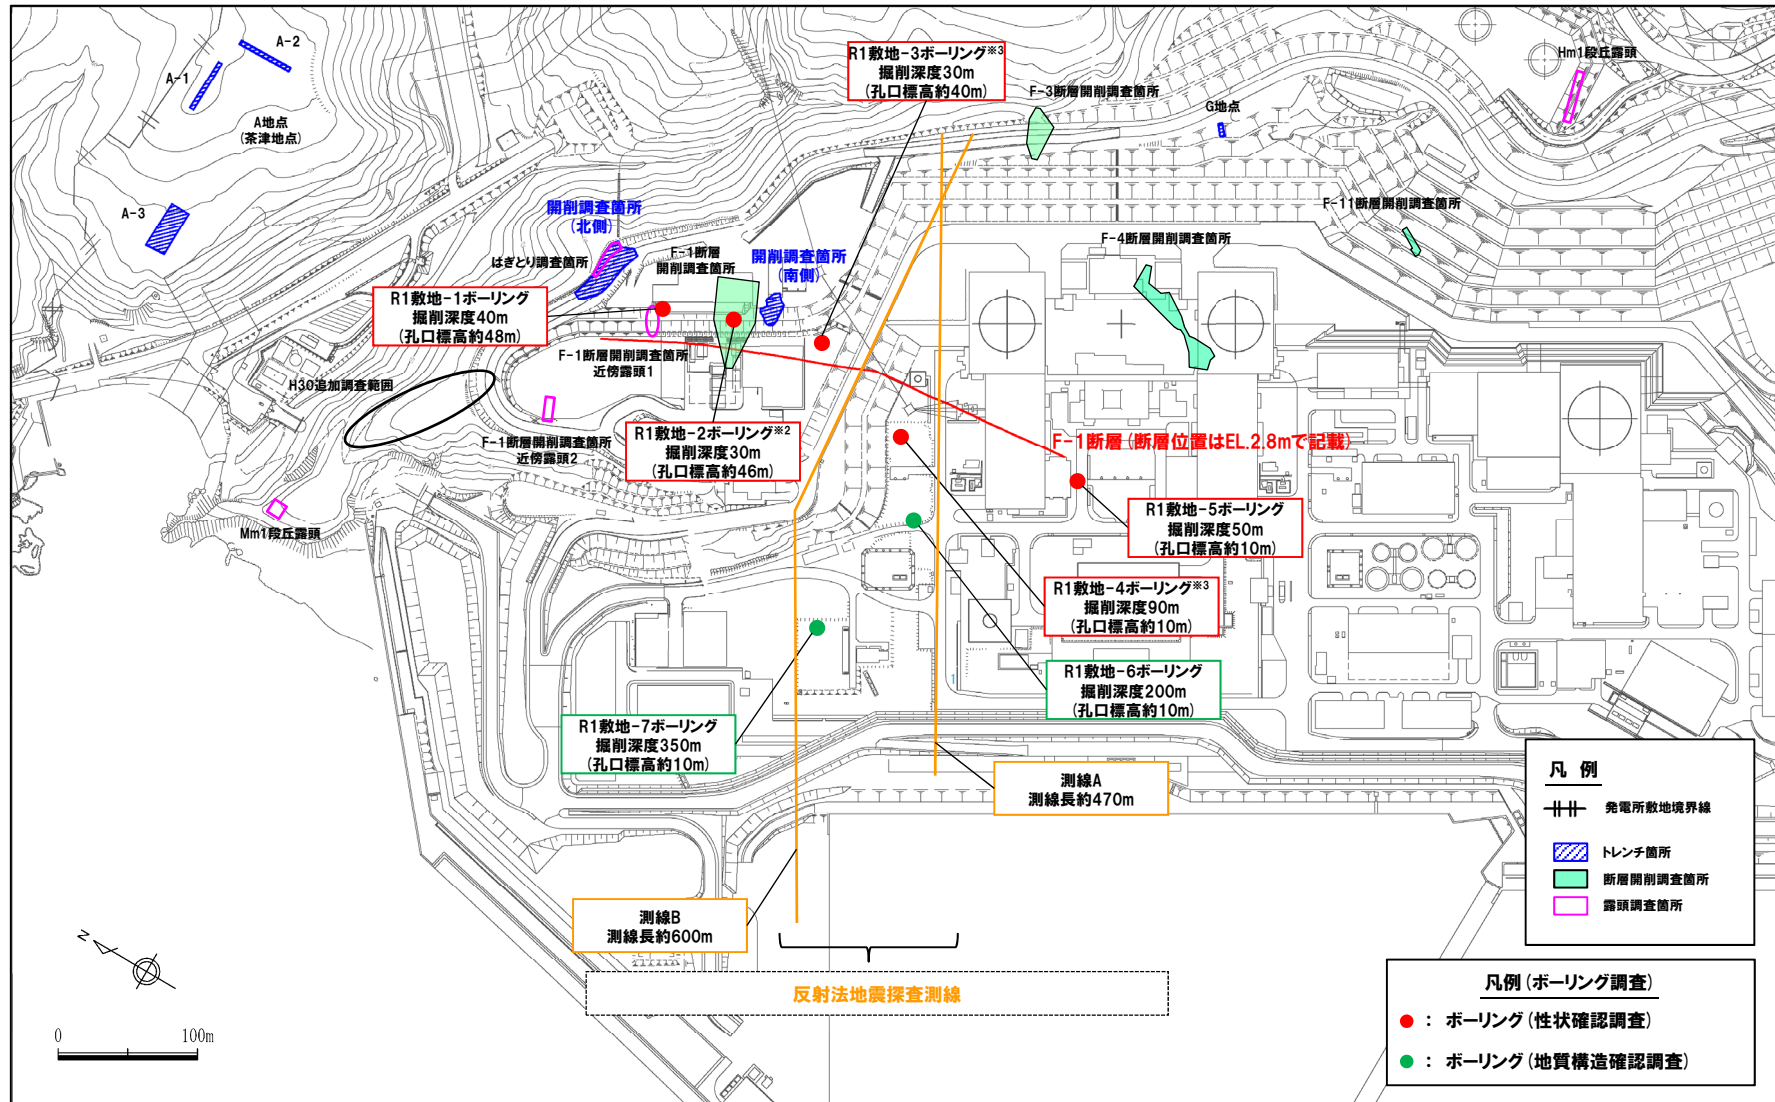 A-2
A-1
A地点
(茶津地点)
A-3
R1敷地-3ボーリング※3
掘削深度30m
(孔口標高約40m)
F-3断層開削調査箇所
G地点
Hm1段丘露頭
F-11断層開削調査箇所
F-4断層開削調査箇所
開削調査箇所
(北側)
はぎとり調査箇所
F-1断層
開削調査箇所
開削調査箇所
(南側)
R1敷地-1ボーリング
掘削深度40m
(孔口標高約48m)
F-1断層開削調査箇所
近傍露頭1
H30追加調査範囲
F-1断層開削調査箇所
近傍露頭2
R1敷地-2ボーリング※2
掘削深度30m
(孔口標高約46m)
F-1断層(断層位置はEL.2.8mで記載)
Mm1段丘露頭
R1敷地-5ボーリング
掘削深度50m
(孔口標高約10m)
R1敷地-4ボーリング※3
掘削深度90m
(孔口標高約10m)
R1敷地-6ボーリング
掘削深度200m
(孔口標高約10m)
R1敷地-7ボーリング
掘削深度350m
(孔口標高約10m)
測線A
測線長約470m
測線B
測線長約600m
反射法地震探査測線
N
0 100m
凡 例
発電所敷地境界線
トレンチ箇所
断層開削調査箇所
露頭調査箇所
凡例(ボーリング調査)
: ボーリング(性状確認調査)
: ボーリング(地質構造確認調査)